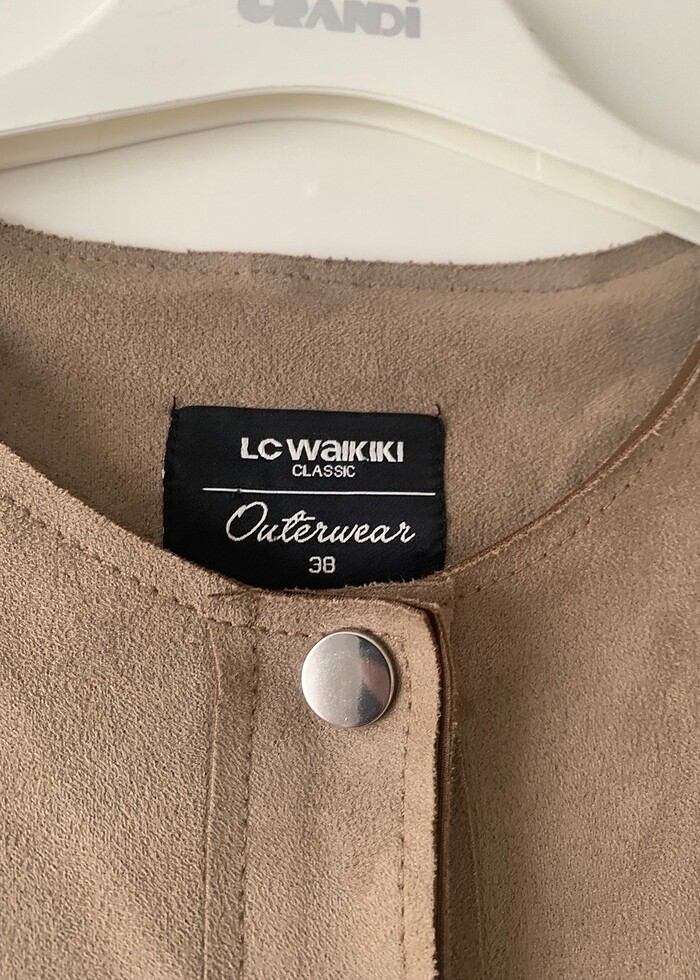 GRANDi
LC WAIKIKI
CLASSIC
Outerwear
38